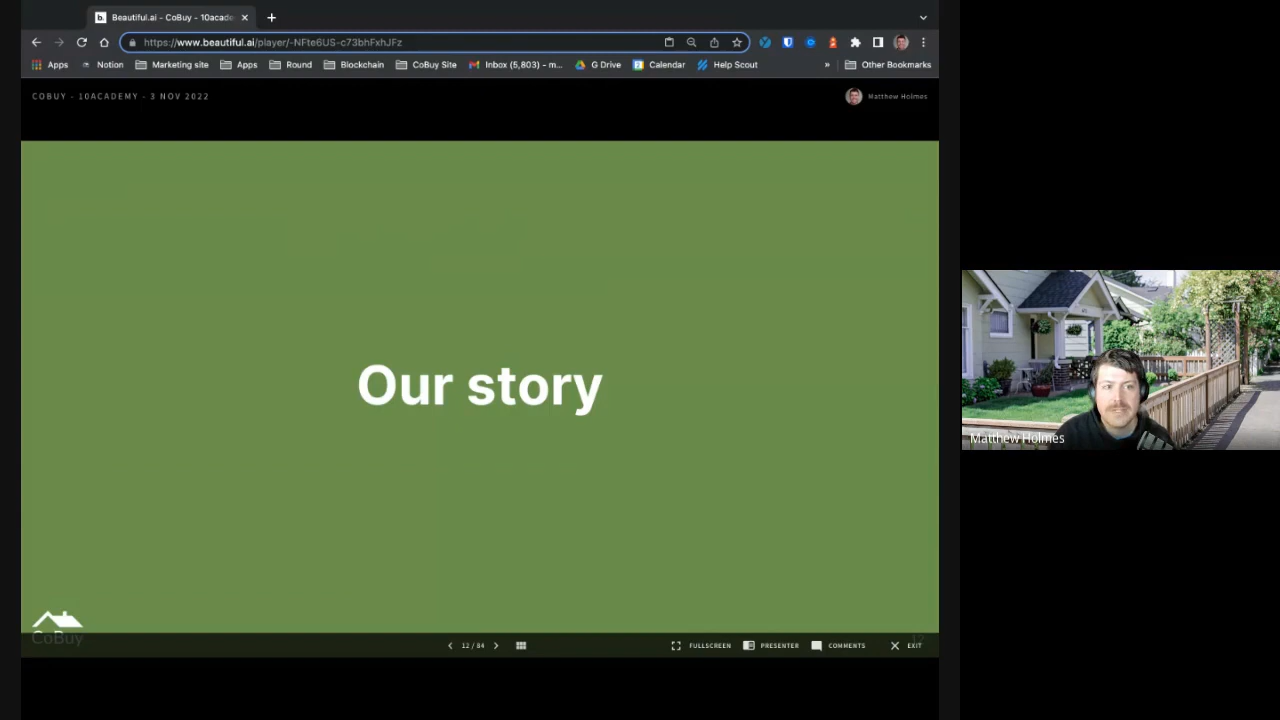 Beautiful.ai - CoBuy - 10acade
https://www.beautiful.ai/player/-NFte6US-c73bhFxhJFz
Apps Notion Marketing site Apps Round Blockchain CoBuy Site Inbox (5,803) – m... G Drive Calendar Help Scout » Other Bookmarks
COBUY - 10ACADEMY - 3 NOV 2022 Matthew Holmes
Our story
Matthew Holmes
CoBuy
12 / 84 FULLSCREEN PRESENTER COMMENTS EXIT